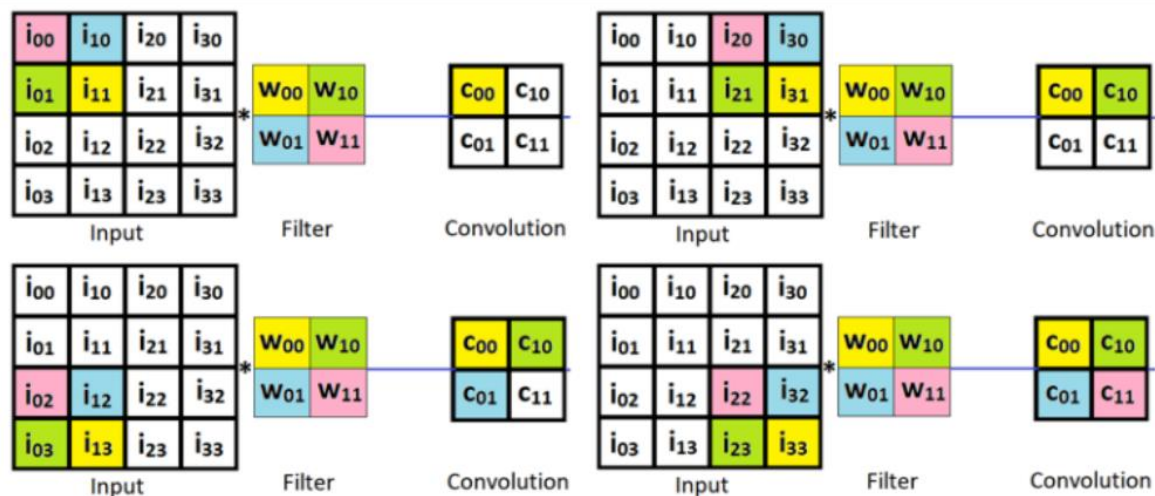 i00 i10 i20 i30
i01 i11 i21 i31
i02 i12 i22 i32
i03 i13 i23 i33
Input
*
w00 w10
w01 w11
Filter
c00 c10
c01 c11
Convolution
i00 i10 i20 i30
i01 i11 i21 i31
i02 i12 i22 i32
i03 i13 i23 i33
Input
*
w00 w10
w01 w11
Filter
c00 c10
c01 c11
Convolution
i00 i10 i20 i30
i01 i11 i21 i31
i02 i12 i22 i32
i03 i13 i23 i33
Input
*
w00 w10
w01 w11
Filter
c00 c10
c01 c11
Convolution
i00 i10 i20 i30
i01 i11 i21 i31
i02 i12 i22 i32
i03 i13 i23 i33
Input
*
w00 w10
w01 w11
Filter
c00 c10
c01 c11
Convolution